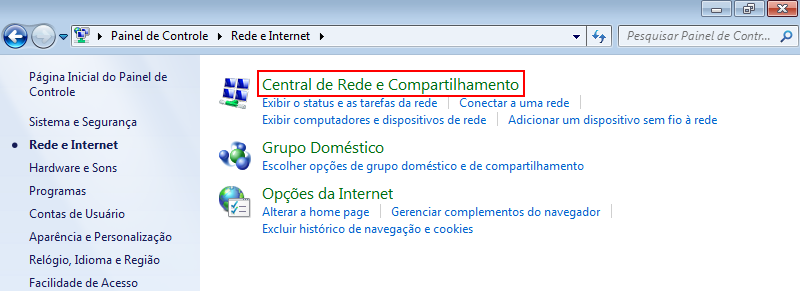 Painel de Controle Rede e Internet
Pesquisar Painel de Contr...
Página Inicial do Painel de
Controle
Sistema e Segurança
Rede e Internet
Hardware e Sons
Programas
Contas de Usuário
Aparência e Personalização
Relógio, Idioma e Região
Facilidade de Acesso
Central de Rede e Compartilhamento
Exibir o status e as tarefas da rede Conectar a uma rede
Exibir computadores e dispositivos de rede Adicionar um dispositivo sem fio à rede
Grupo Doméstico
Escolher opções de grupo doméstico e de compartilhamento
Opções da Internet
Alterar a home page Gerenciar complementos do navegador
Excluir histórico de navegação e cookies